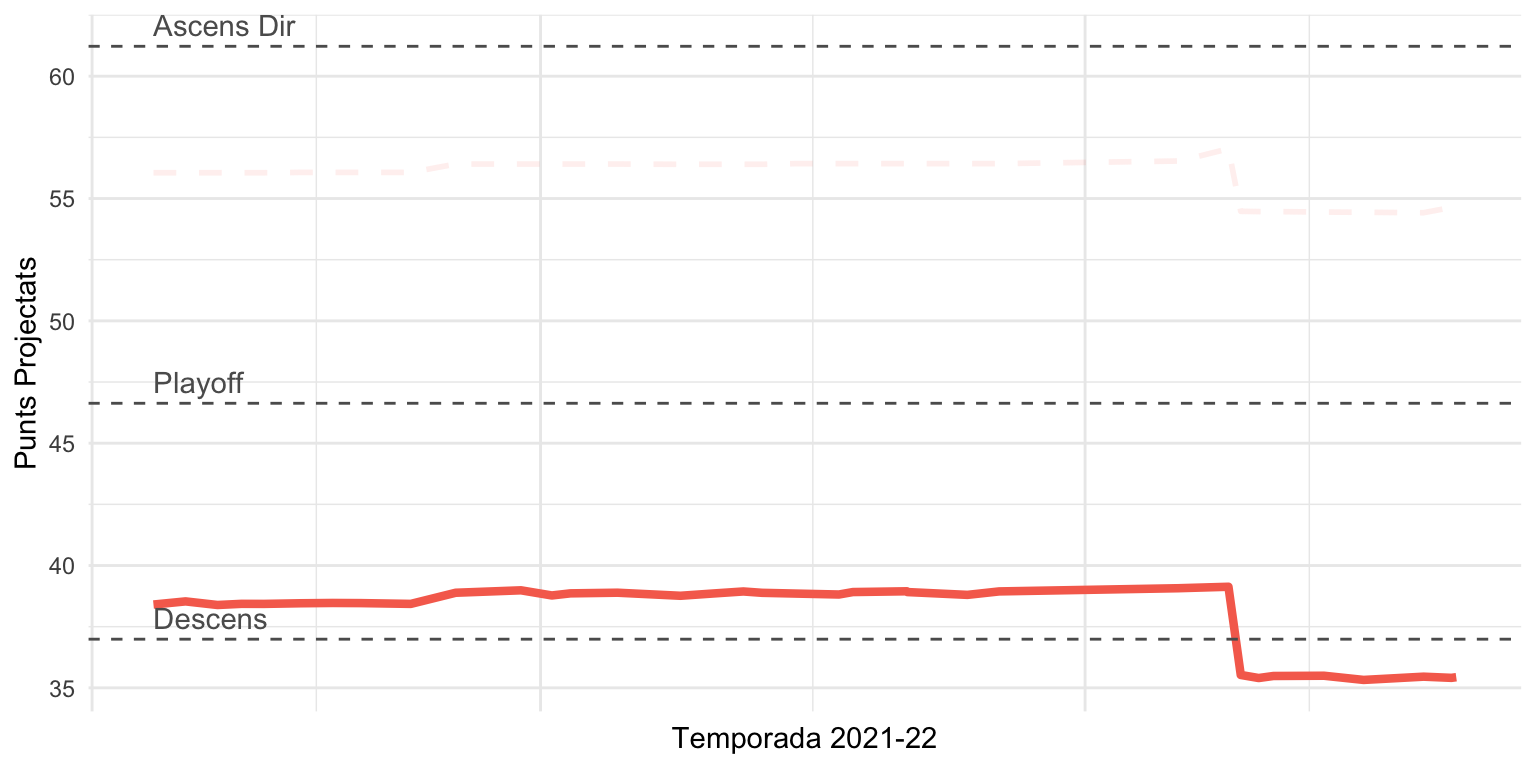 Ascens Dir
60
55
50
Playoff
45
40
Descens
35
Punts Projectats
Temporada 2021-22